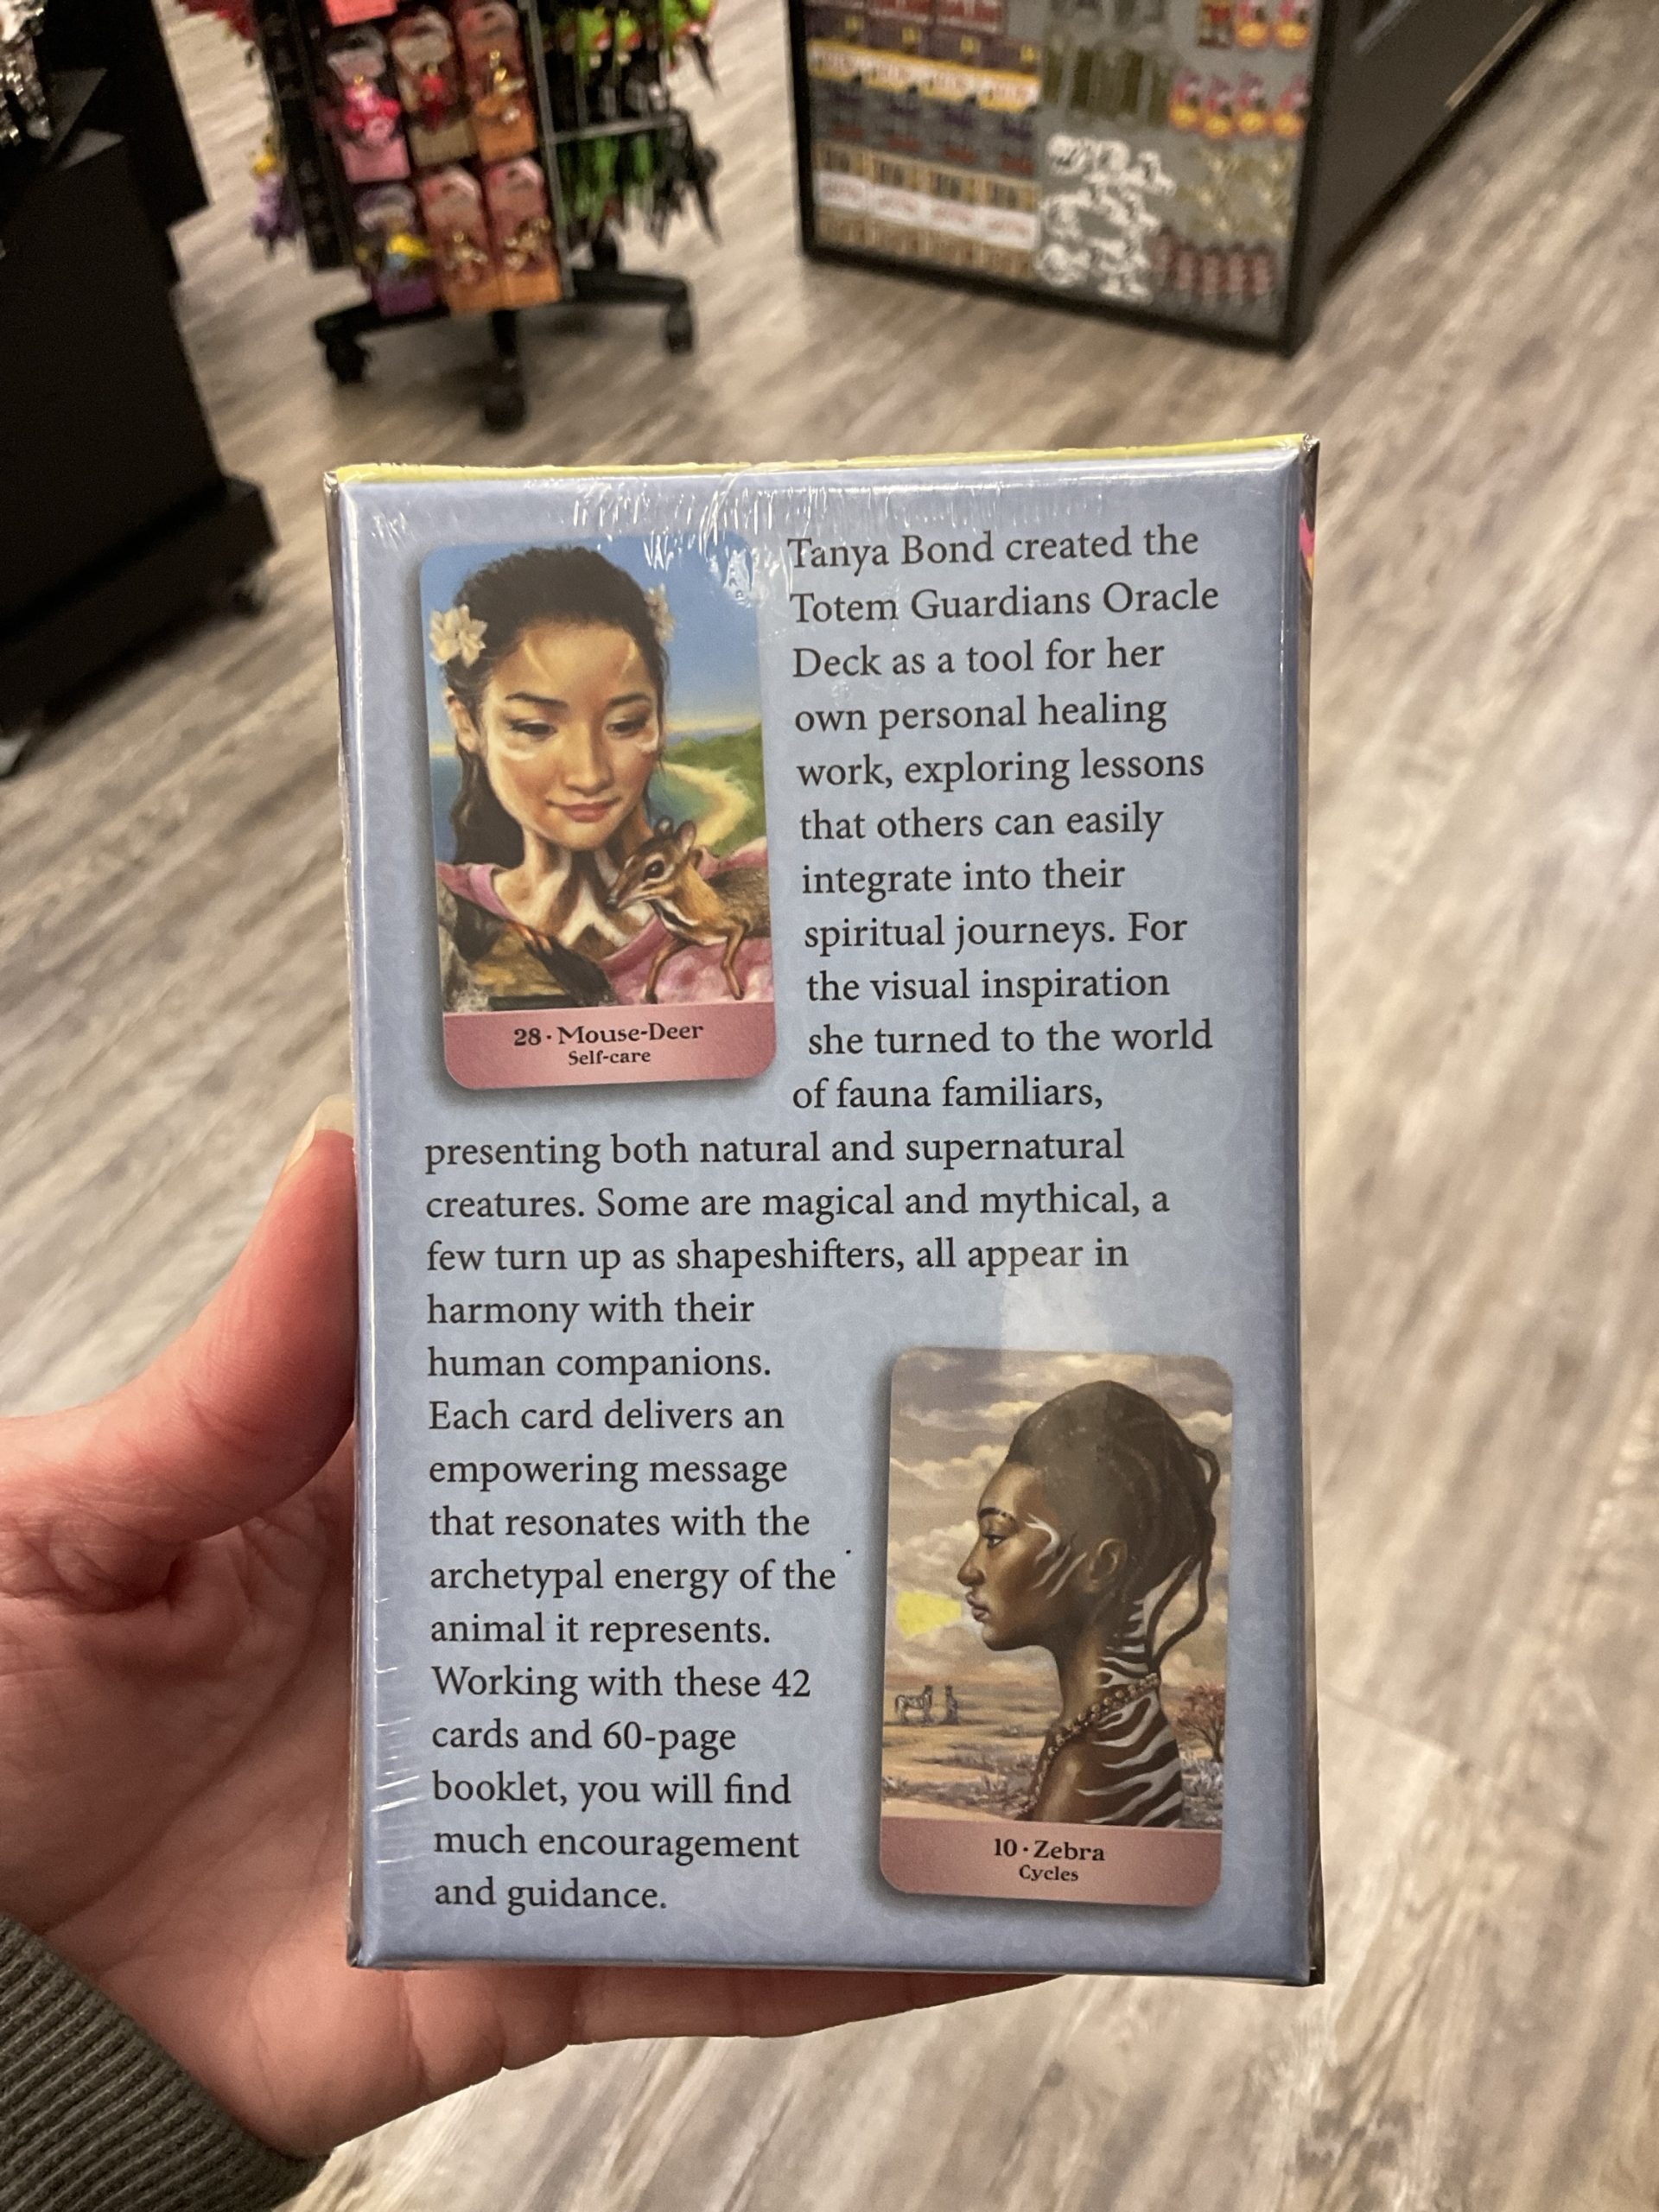 Tanya Bond created the
Totem Guardians Oracle
Deck as a tool for her
own personal healing
work, exploring lessons
that others can easily
integrate into their
spiritual journeys. For
the visual inspiration
she turned to the world
of fauna familiars,
28 · Mouse-Deer
Self-care
presenting both natural and supernatural
creatures. Some are magical and mythical, a
few turn up as shapeshifters, all appear in
harmony with their
human companions.
Each card delivers an
empowering message
that resonates with the
archetypal energy of the
animal it represents.
Working with these 42
cards and 60-page
booklet, you will find
much encouragement
and guidance.
10 · Zebra
Cycles